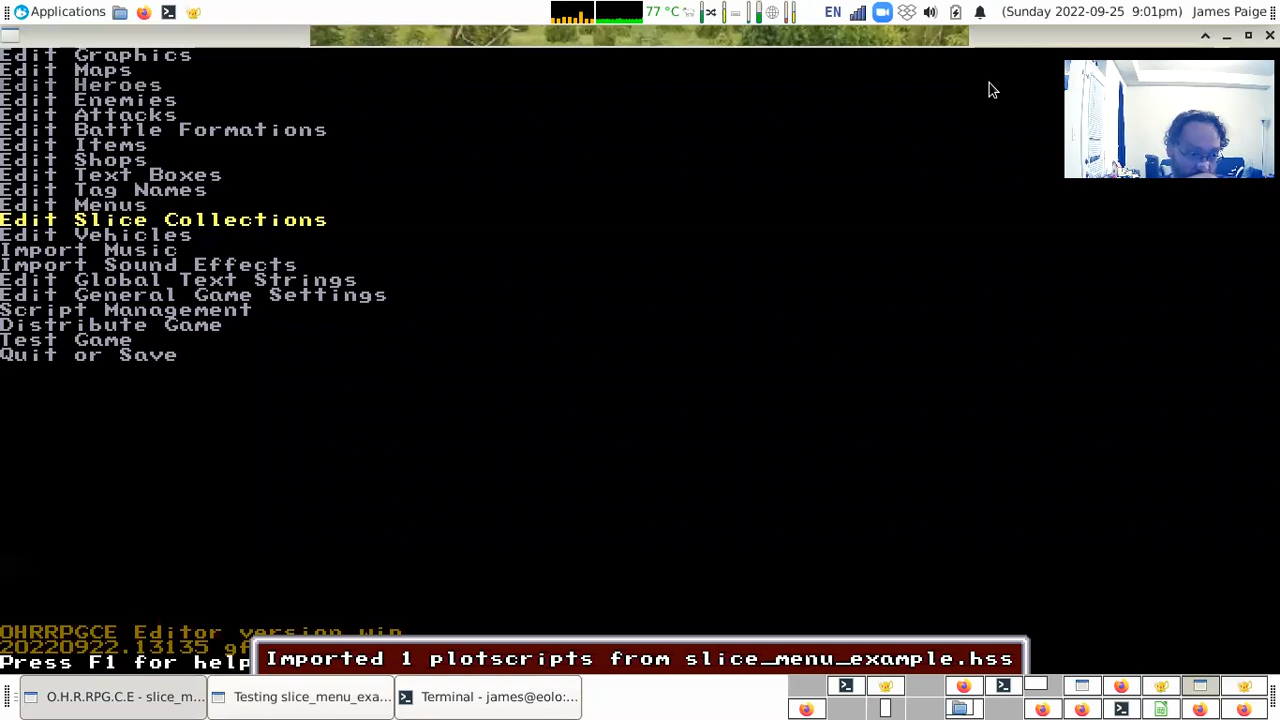 Applications
77 °C
EN
(Sunday 2022-09-25 9:01pm)
James Paige
Edit Graphics
Edit Maps
Edit Heroes
Edit Enemies
Edit Attacks
Edit Battle Formations
Edit Items
Edit Shops
Edit Text Boxes
Edit Tag Names
Edit Menus
Edit Slice Collections
Edit Vehicles
Import Music
Import Sound Effects
Edit Global Text Strings
Edit General Game Settings
Script Management
Distribute Game
Test Game
Quit or Save
OHRRPGCE Editor version wip
20220922.13135 gf
Press F1 for help
Imported 1 plotscripts from slice_menu_example.hss
O.H.R.RPG.C.E - slice_m...
Testing slice_menu_exa...
Terminal - james@eolo:...